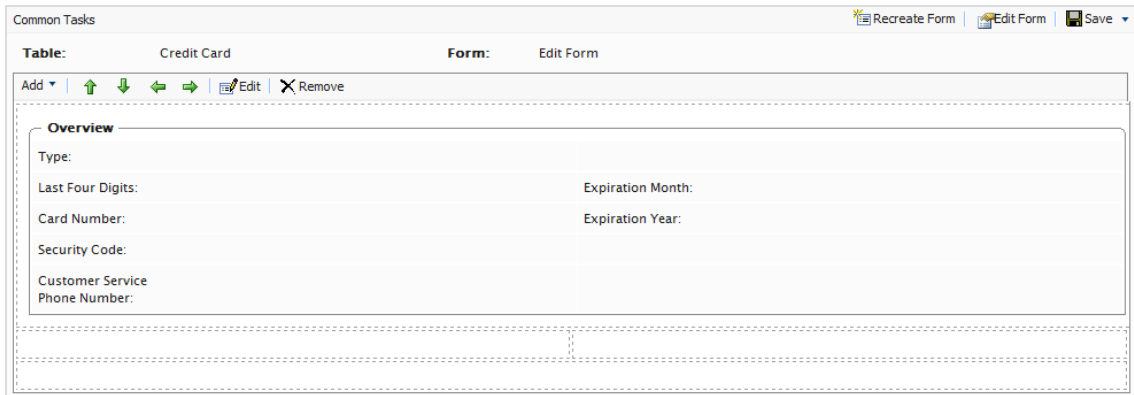 Common Tasks Recreate Form Edit Form Save
Table: Credit Card Form: Edit Form
Add Edit Remove
Overview
Type:
Last Four Digits: Expiration Month:
Card Number: Expiration Year:
Security Code:
Customer Service
Phone Number: